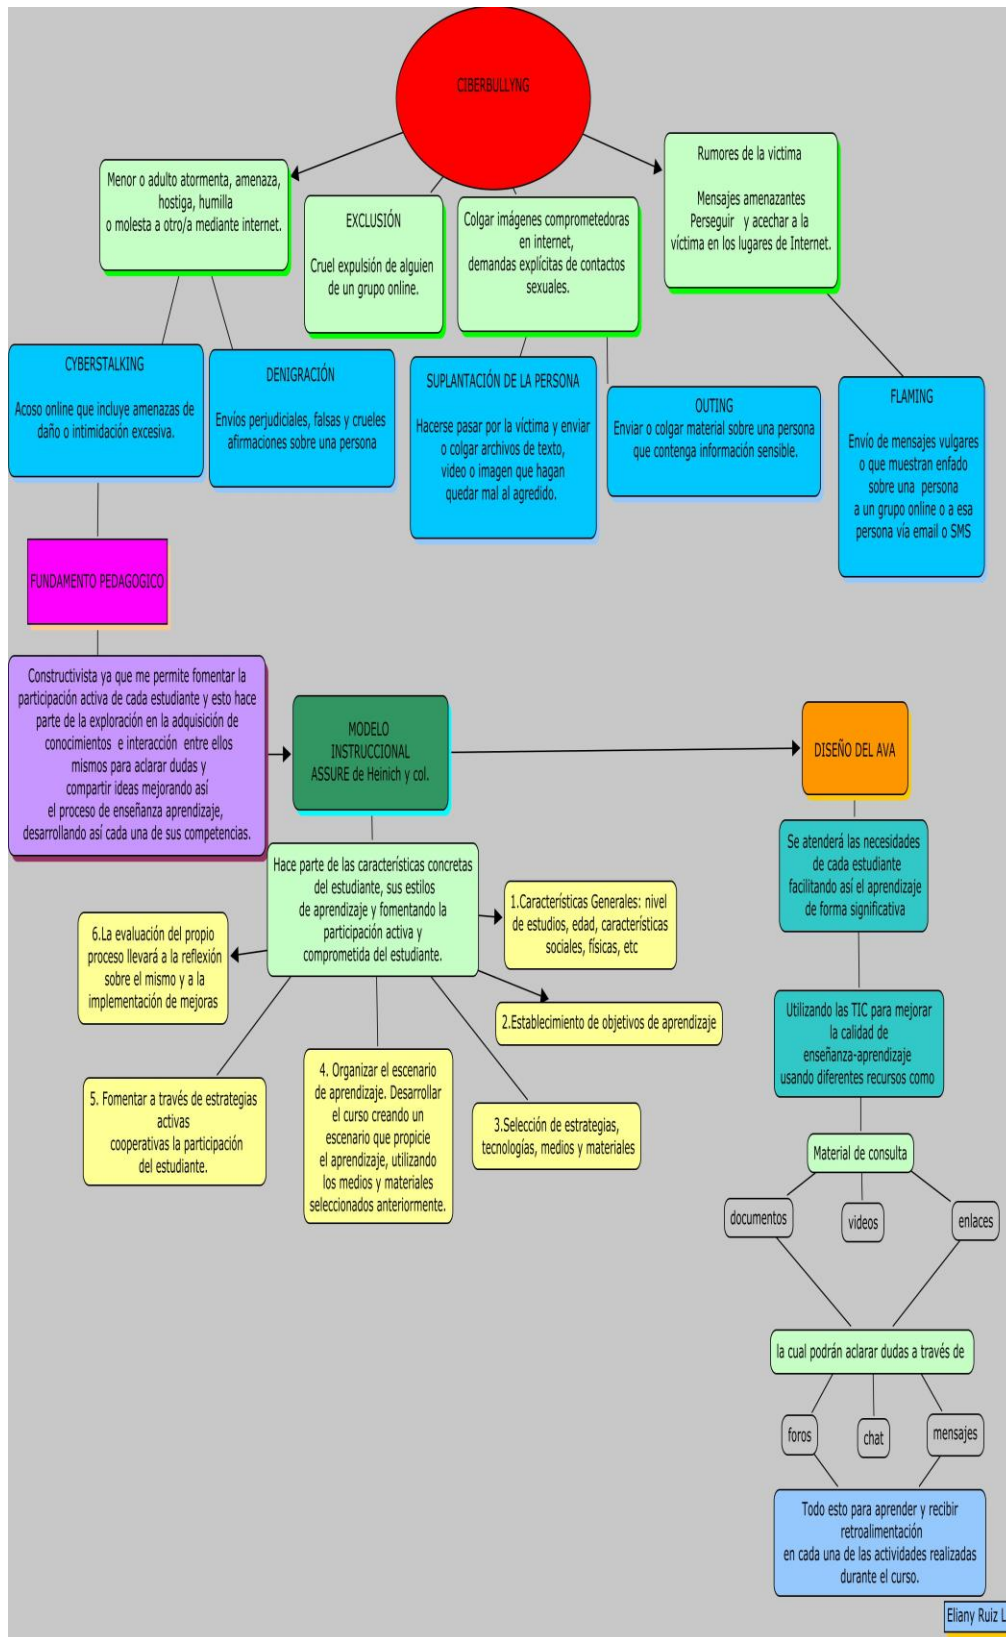 CIBERBULLYNG
Menor o adulto atormenta, amenaza,
hostiga, humilla
o molesta a otro/a mediante internet.
EXCLUSIÓN
Cruel expulsión de alguien
de un grupo online.
Colgar imágenes comprometedoras
en internet,
demandas explícitas de contactos
sexuales.
Rumores de la victima
Mensajes amenazantes
Perseguir y acechar a la
víctima en los lugares de Internet.
CYBERSTALKING
Acoso online que incluye amenazas de
daño o intimidación excesiva.
DENIGRACIÓN
Envíos perjudiciales, falsas y crueles
afirmaciones sobre una persona
SUPLANTACIÓN DE LA PERSONA
Hacerse pasar por la víctima y enviar
o colgar archivos de texto,
video o imagen que hagan
quedar mal al agredido.
OUTING
Enviar o colgar material sobre una persona
que contenga información sensible.
FLAMING
Envío de mensajes vulgares
o que muestran enfado
sobre una persona
a un grupo online o a esa
persona vía email o SMS
FUNDAMENTO PEDAGOGICO
Constructivista ya que me permite fomentar la
participación activa de cada estudiante y esto hace
parte de la exploración en la adquisición de
conocimientos e interacción entre ellos
mismos para aclarar dudas y
compartir ideas mejorando así
el proceso de enseñanza aprendizaje,
desarrollando así cada una de sus competencias.
MODELO
INSTRUCCIONAL
ASSURE de Heinich y col.
DISEÑO DEL AVA
Hace parte de las características concretas
del estudiante, sus estilos
de aprendizaje y fomentando la
participación activa y
comprometida del estudiante.
1.Características Generales: nivel
de estudios, edad, características
sociales, físicas, etc
2.Establecimiento de objetivos de aprendizaje
3.Selección de estrategias,
tecnologías, medios y materiales
4. Organizar el escenario
de aprendizaje. Desarrollar
el curso creando un
escenario que propicie
el aprendizaje, utilizando
los medios y materiales
seleccionados anteriormente.
5. Fomentar a través de estrategias
activas
cooperativas la participación
del estudiante.
6.La evaluación del propio
proceso llevará a la reflexión
sobre el mismo y a la
implementación de mejoras
Se atenderá las necesidades
de cada estudiante
facilitando así el aprendizaje
de forma significativa
Utilizando las TIC para mejorar
la calidad de
enseñanza-aprendizaje
usando diferentes recursos como
Material de consulta
documentos
videos
enlaces
la cual podrán aclarar dudas a través de
foros
chat
mensajes
Todo esto para aprender y recibir
retroalimentación
en cada una de las actividades realizadas
durante el curso.
Eliany Ruiz L